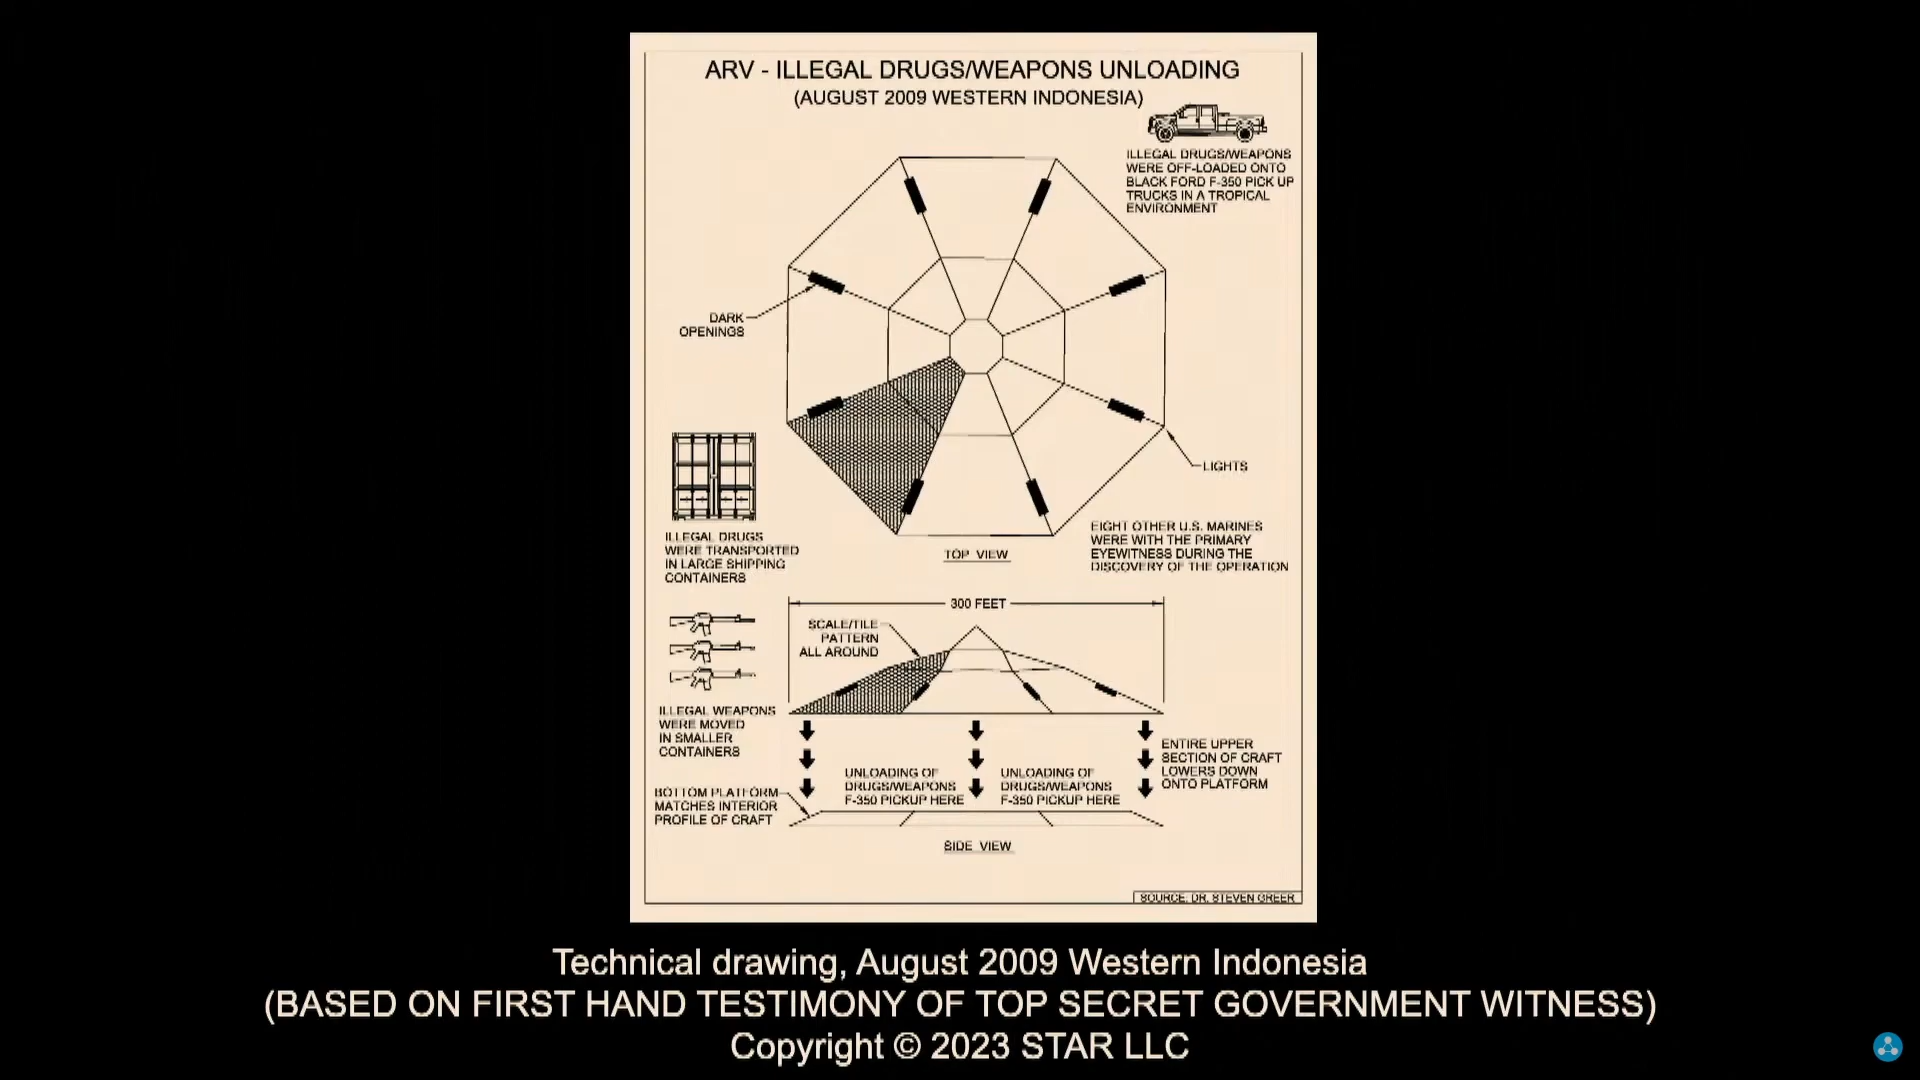 ARV - ILLEGAL DRUGS/WEAPONS UNLOADING
(AUGUST 2009 WESTERN INDONESIA)
ILLEGAL DRUGS/WEAPONS
WERE OFF-LOADED ONTO
BLACK FORD F-350 PICK UP
TRUCKS IN A TROPICAL
ENVIRONMENT
DARK
OPENINGS
LIGHTS
ILLEGAL DRUGS
WERE TRANSPORTED
IN LARGE SHIPPING
CONTAINERS
TOP VIEW
EIGHT OTHER U.S. MARINES
WERE WITH THE PRIMARY
EYEWITNESS DURING THE
DISCOVERY OF THE OPERATION
300 FEET
SCALE/TILE
PATTERN
ALL AROUND
ILLEGAL WEAPONS
WERE MOVED
IN SMALLER
CONTAINERS
ENTIRE UPPER
SECTION OF CRAFT
LOWERS DOWN
ONTO PLATFORM
UNLOADING OF
DRUGS/WEAPONS
F-350 PICKUP HERE
UNLOADING OF
DRUGS/WEAPONS
F-350 PICKUP HERE
BOTTOM PLATFORM
MATCHES INTERIOR
PROFILE OF CRAFT
SIDE VIEW
SOURCE: DR. STEVEN GREER
Technical drawing, August 2009 Western Indonesia
(BASED ON FIRST HAND TESTIMONY OF TOP SECRET GOVERNMENT WITNESS)
Copyright © 2023 STAR LLC